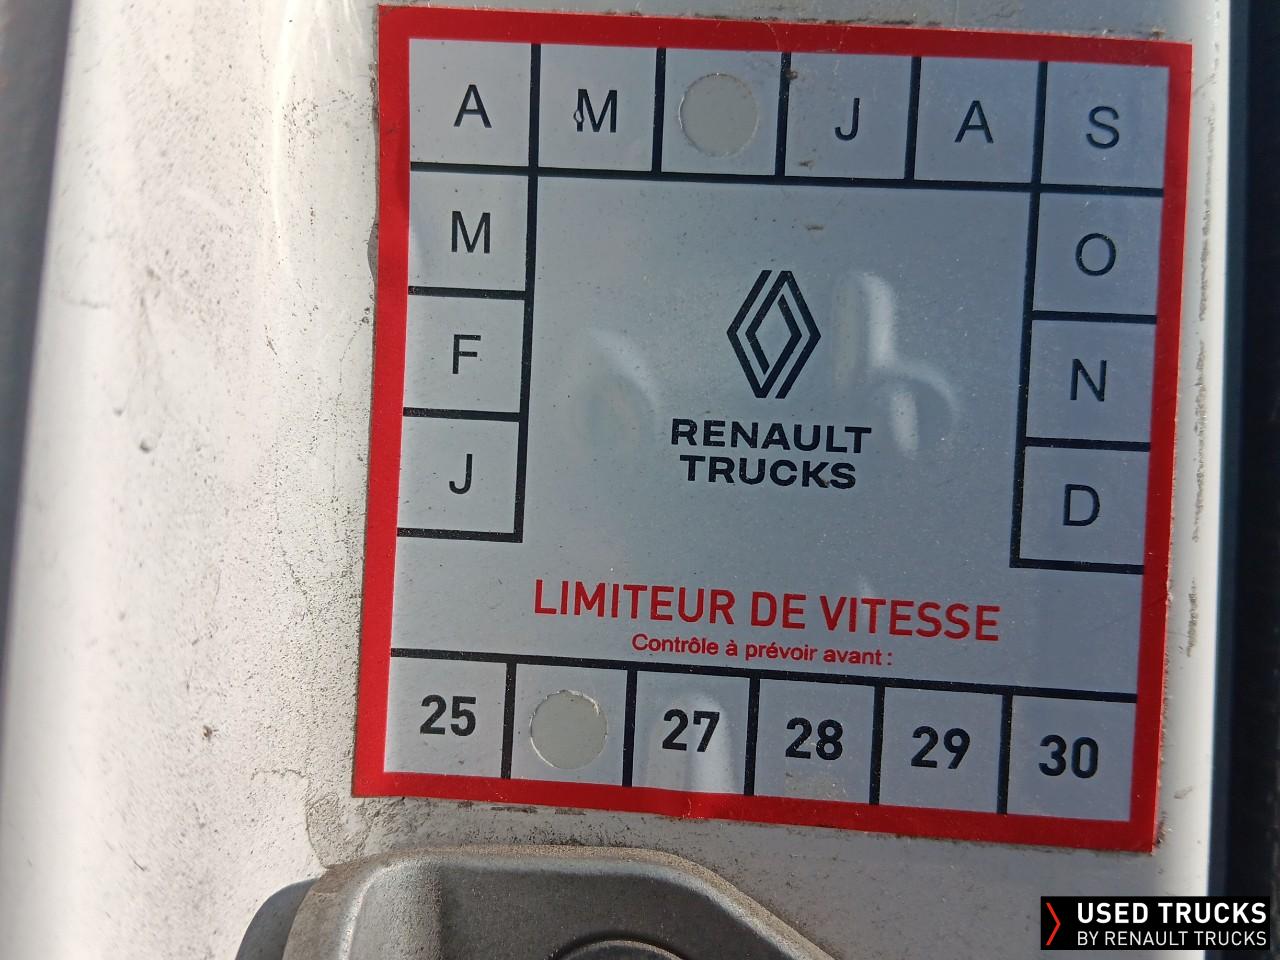 A M J A S
M O
F N
J D
RENAULT
TRUCKS
LIMITEUR DE VITESSE
Contrôle à prévoir avant :
25 27 28 29 30
USED TRUCKS
BY RENAULT TRUCKS